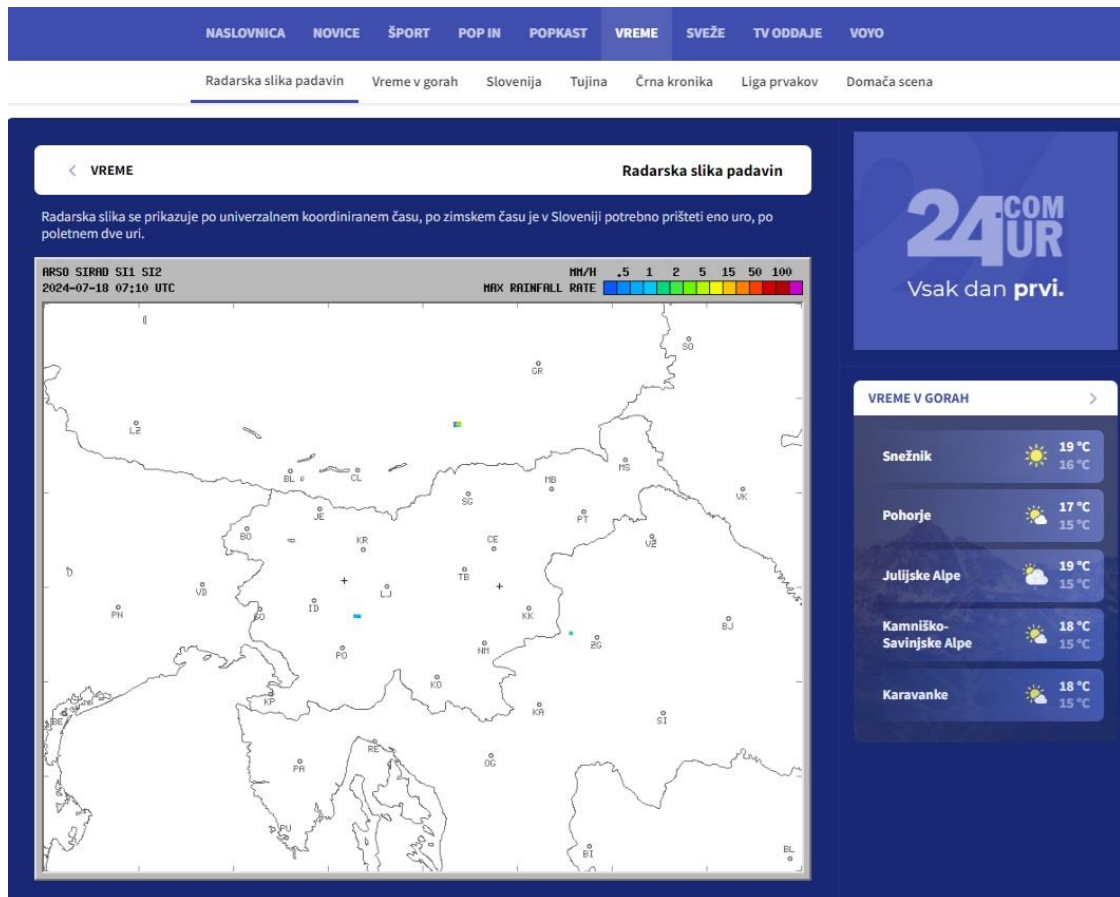 NASLOVNICA NOVICE ŠPORT POP IN POPKAST VREME SVEŽE TV ODDAJE VOYO
Radarska slika padavin Vreme v gorah Slovenija Tujina Črna kronika Liga prvakov Domača scena
VREME
Radarska slika padavin
Radarska slika se prikazuje po univerzalnem koordiniranem času, po zimskem času je v Sloveniji potrebno prišteti eno uro, po
poletnem dve uri.
ARSO SIRAD SI1 SI2
2024-07-18 07:10 UTC
MM/H .5 1 2 5 15 50 100
MAX RAINFALL RATE
SO
GR
LZ
BL
CL
MS
MB
SG
VK
JE
PT
BO
KR
CE
VŽ
TB
VD
LJ
ID
PN
GO
KK
BJ
ZG
NM
PO
KO
KP
KA
SI
BE
RE
OG
PA
PU
BI
BL
24 COM
UR
Vsak dan prvi.
VREME V GORAH
Snežnik 19 °C
16 °C
Pohorje 17 °C
15 °C
Julijske Alpe 19 °C
15 °C
Kamniško-
Savinjske Alpe 18 °C
15 °C
Karavanke 18 °C
15 °C